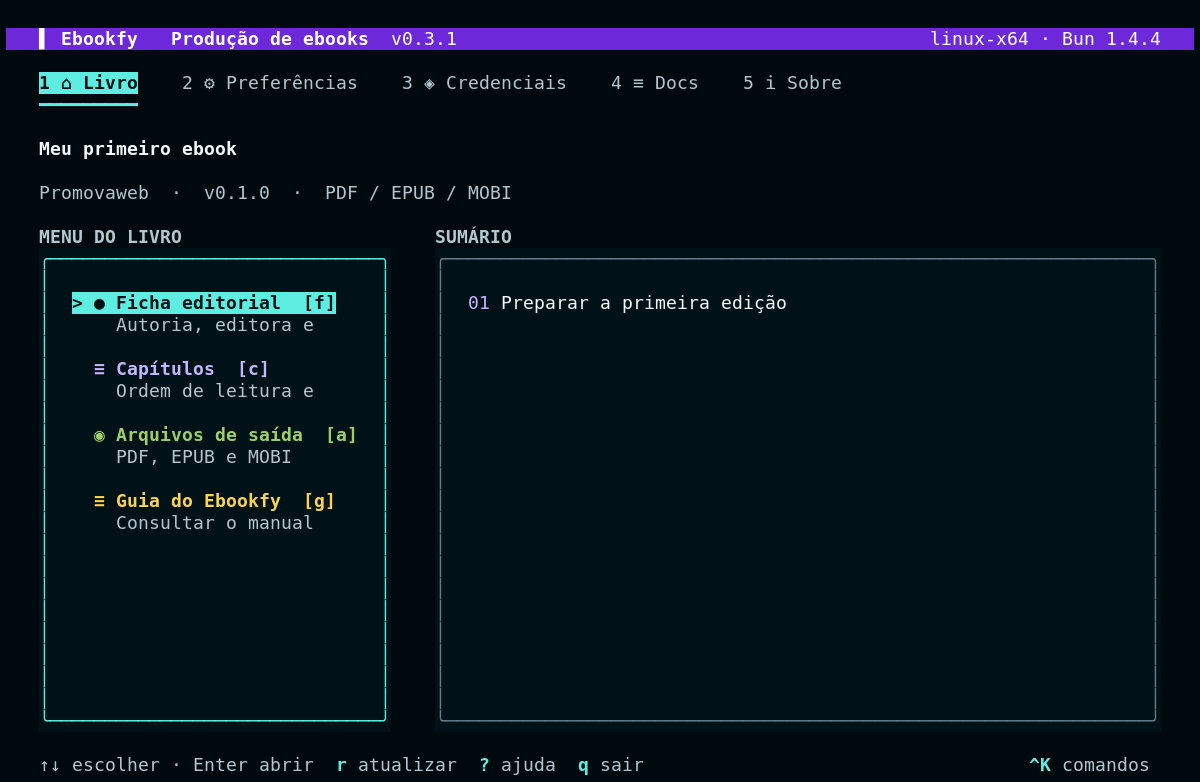 ▌ Ebookfy   Produção de ebooks  v0.3.1   linux-x64 · Bun 1.4.4
1 ⌂ Livro    2 ⚙ Preferências    3 ◈ Credenciais    4 ≡ Docs    5 i Sobre
Meu primeiro ebook
Promovaweb  ·  v0.1.0  ·  PDF / EPUB / MOBI
MENU DO LIVRO
> ● Ficha editorial  [f]
Autoria, editora e
≡ Capítulos  [c]
Ordem de leitura e
◉ Arquivos de saída  [a]
PDF, EPUB e MOBI
≡ Guia do Ebookfy  [g]
Consultar o manual
SUMÁRIO
01 Preparar a primeira edição
↑↓ escolher · Enter abrir  r atualizar  ? ajuda  q sair   ^K comandos